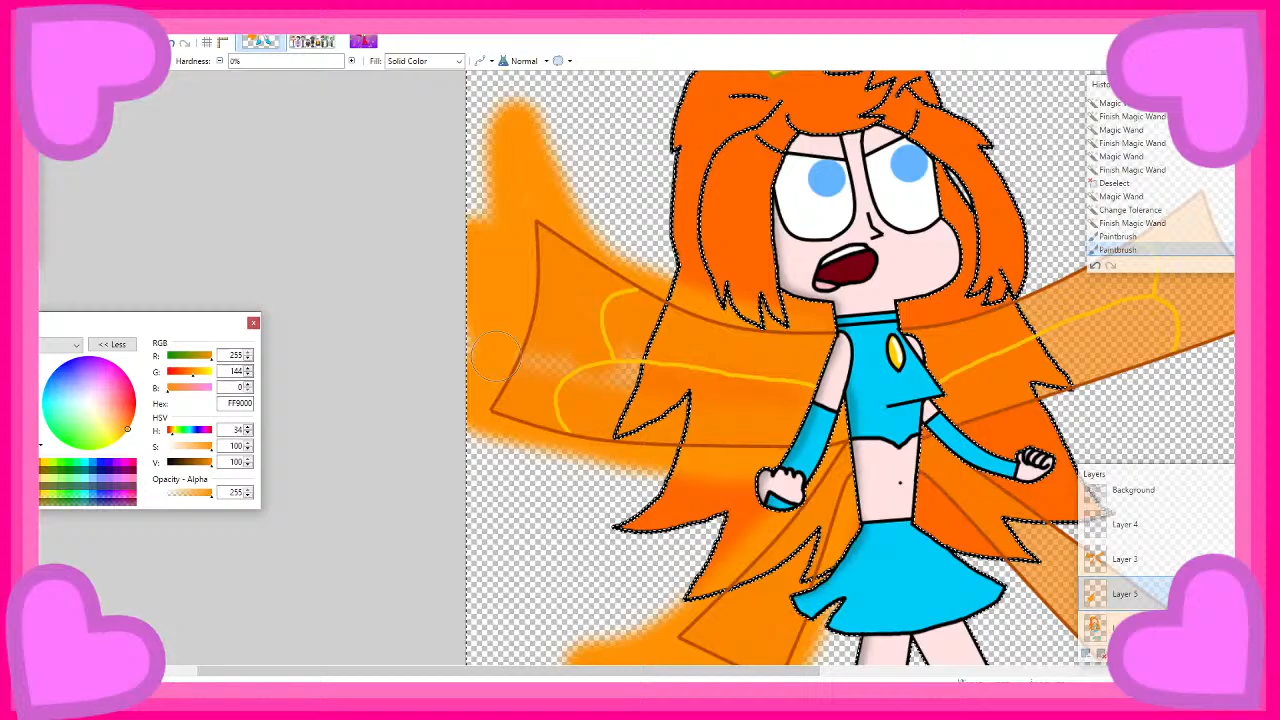 Hardness:
0%
Fill:
Solid Color
Normal
Magic W
Finish Magic Wand
Magic Wand
Finish Magic Wand
Magic Wand
Finish Magic Wand
Deselect
Magic Wand
Change Tolerance
Finish Magic Wand
Paintbrush
Paintbrush
<< Less
RGB
R:
255
G:
144
B:
0
Hex:
FF9000
HSV
H:
34
S:
100
V:
100
Opacity - Alpha
255
Layers
Background
Layer 4
Layer 3
Layer 5